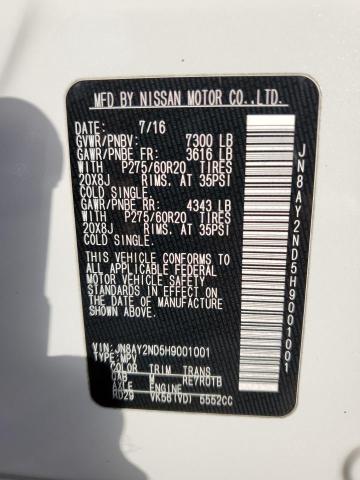 MFD BY NISSAN MOTOR CO.,LTD.
DATE: 7/16
GVWR/PNBV: 7300 LB
GAWR/PNBE FR: 3616 LB
WITH P275/60R20 TIRES
20X8J RIMS. AT 35PSI
COLD SINGLE.
GAWR/PNBE RR: 4343 LB
WITH P275/60R20 TIRES
20X8J RIMS. AT 35PSI
COLD SINGLE.
THIS VEHICLE CONFORMS TO
ALL APPLICABLE FEDERAL
MOTOR VEHICLE SAFETY
STANDARDS IN EFFECT ON
THE DATE OF MANUFACTURE
SHOWN ABOVE.
VIN: JN8AY2ND5H9001001
TYPE: MPV
COLOR TRIM TRANS
QAB M RE7R01B
AXLE ENGINE
RD29 VK56(VD) 5552CC
JN8AY2ND5H9001001